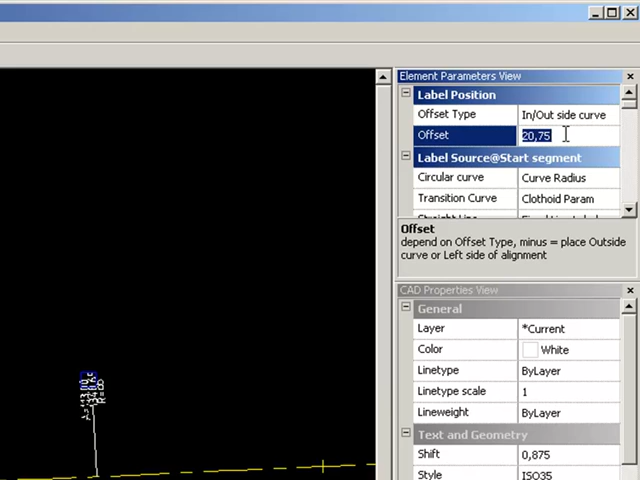 Element Parameters View
Label Position
Offset Type In/Out side curve
Offset 20,75
Label Source@Start segment
Circular curve Curve Radius
Transition Curve Clothoid Param
Offset
depend on Offset Type, minus = place Outside
curve or Left side of alignment
CAD Properties View
General
Layer *Current
Color White
Linetype ByLayer
Linetype scale 1
Lineweight ByLayer
Text and Geometry
Shift 0,875
Style ISO35